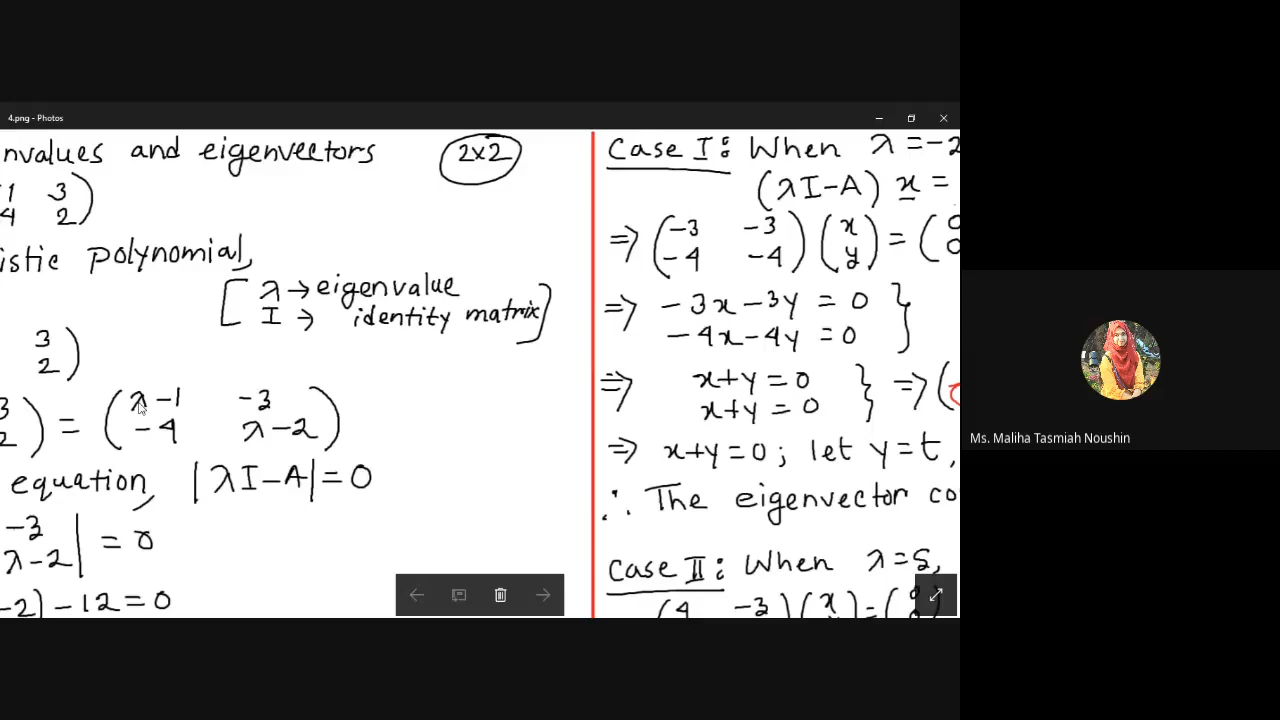 4.png - Photos
nvalues and eigenvectors 2x2
1 3
4 2
istic polynomial,
[ λ → eigenvalue
I → identity matrix ]
3
2 )
3
2 ) = ( λ-1 -3
-4 λ-2 )
equation, |λI-A| = 0
-3
λ-2 | = 0
-2) -12 = 0
Case I: When λ = -2
(λI-A) x =
⇒ ( -3 -3
-4 -4 ) ( x
y ) = ( 0
0
⇒ -3x-3y = 0
-4x-4y = 0 }
⇒ x+y = 0
x+y = 0 } ⇒ (
⇒ x+y = 0; let y = t,
∴ The eigenvector co
Case II: When λ = 5,
( 4 -3 ) ( x ) = ( 0
Ms. Maliha Tasmiah Noushin